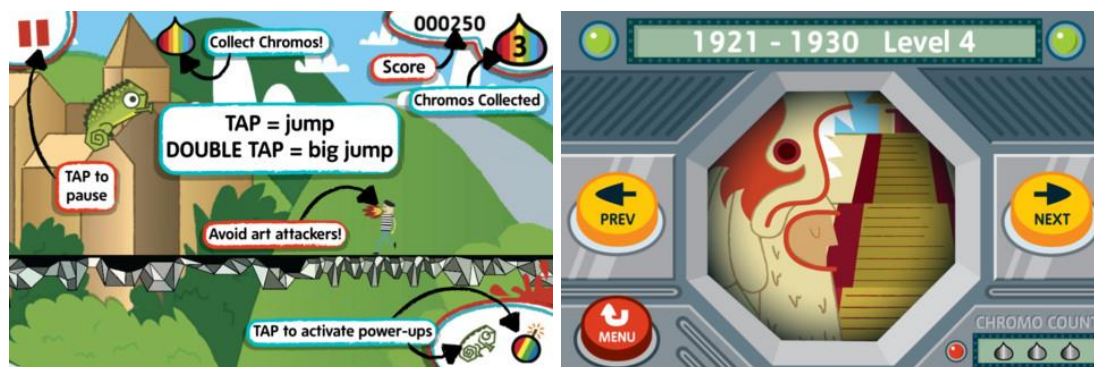 000250
Collect Chromos!
3
Score
Chromos Collected
TAP = jump
DOUBLE TAP = big jump
TAP to
pause
Avoid art attackers!
TAP to activate power-ups
1921 - 1930 Level 4
PREV
NEXT
MENU
CHROMO COUNT